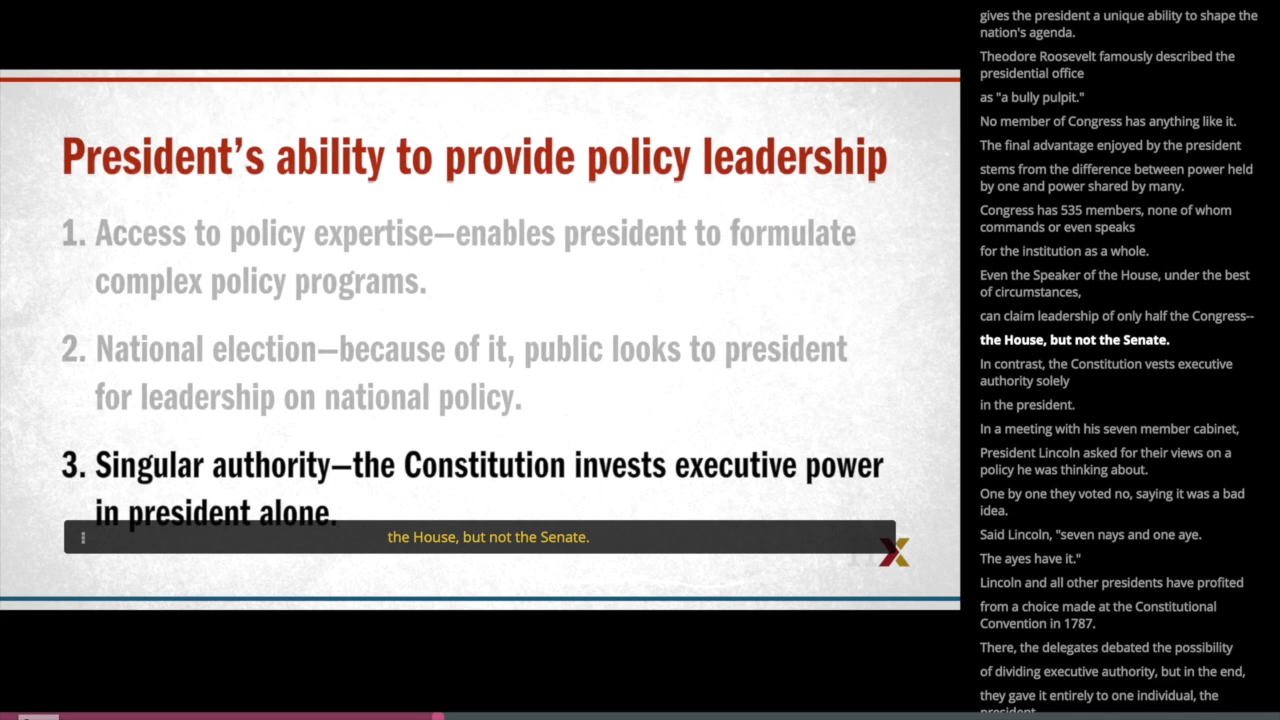 President's ability to provide policy leadership
1. Access to policy expertise—enables president to formulate
complex policy programs.
2. National election—because of it, public looks to president
for leadership on national policy.
3. Singular authority—the Constitution invests executive power
in president alone.
the House, but not the Senate.
X
gives the president a unique ability to shape the
nation's agenda.
Theodore Roosevelt famously described the
presidential office
as "a bully pulpit."
No member of Congress has anything like it.
The final advantage enjoyed by the president
stems from the difference between power held
by one and power shared by many.
Congress has 535 members, none of whom
commands or even speaks
for the institution as a whole.
Even the Speaker of the House, under the best
of circumstances,
can claim leadership of only half the Congress--
the House, but not the Senate.
In contrast, the Constitution vests executive
authority solely
in the president.
In a meeting with his seven member cabinet,
President Lincoln asked for their views on a
policy he was thinking about.
One by one they voted no, saying it was a bad
idea.
Said Lincoln, "seven nays and one aye.
The ayes have it."
Lincoln and all other presidents have profited
from a choice made at the Constitutional
Convention in 1787.
There, the delegates debated the possibility
of dividing executive authority, but in the end,
they gave it entirely to one individual, the
president